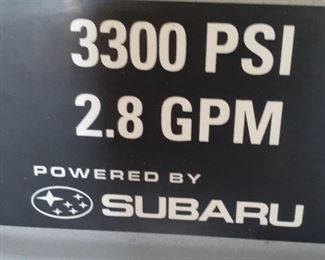 3300 PSI
2.8 GPM
POWERED BY
SUBARU